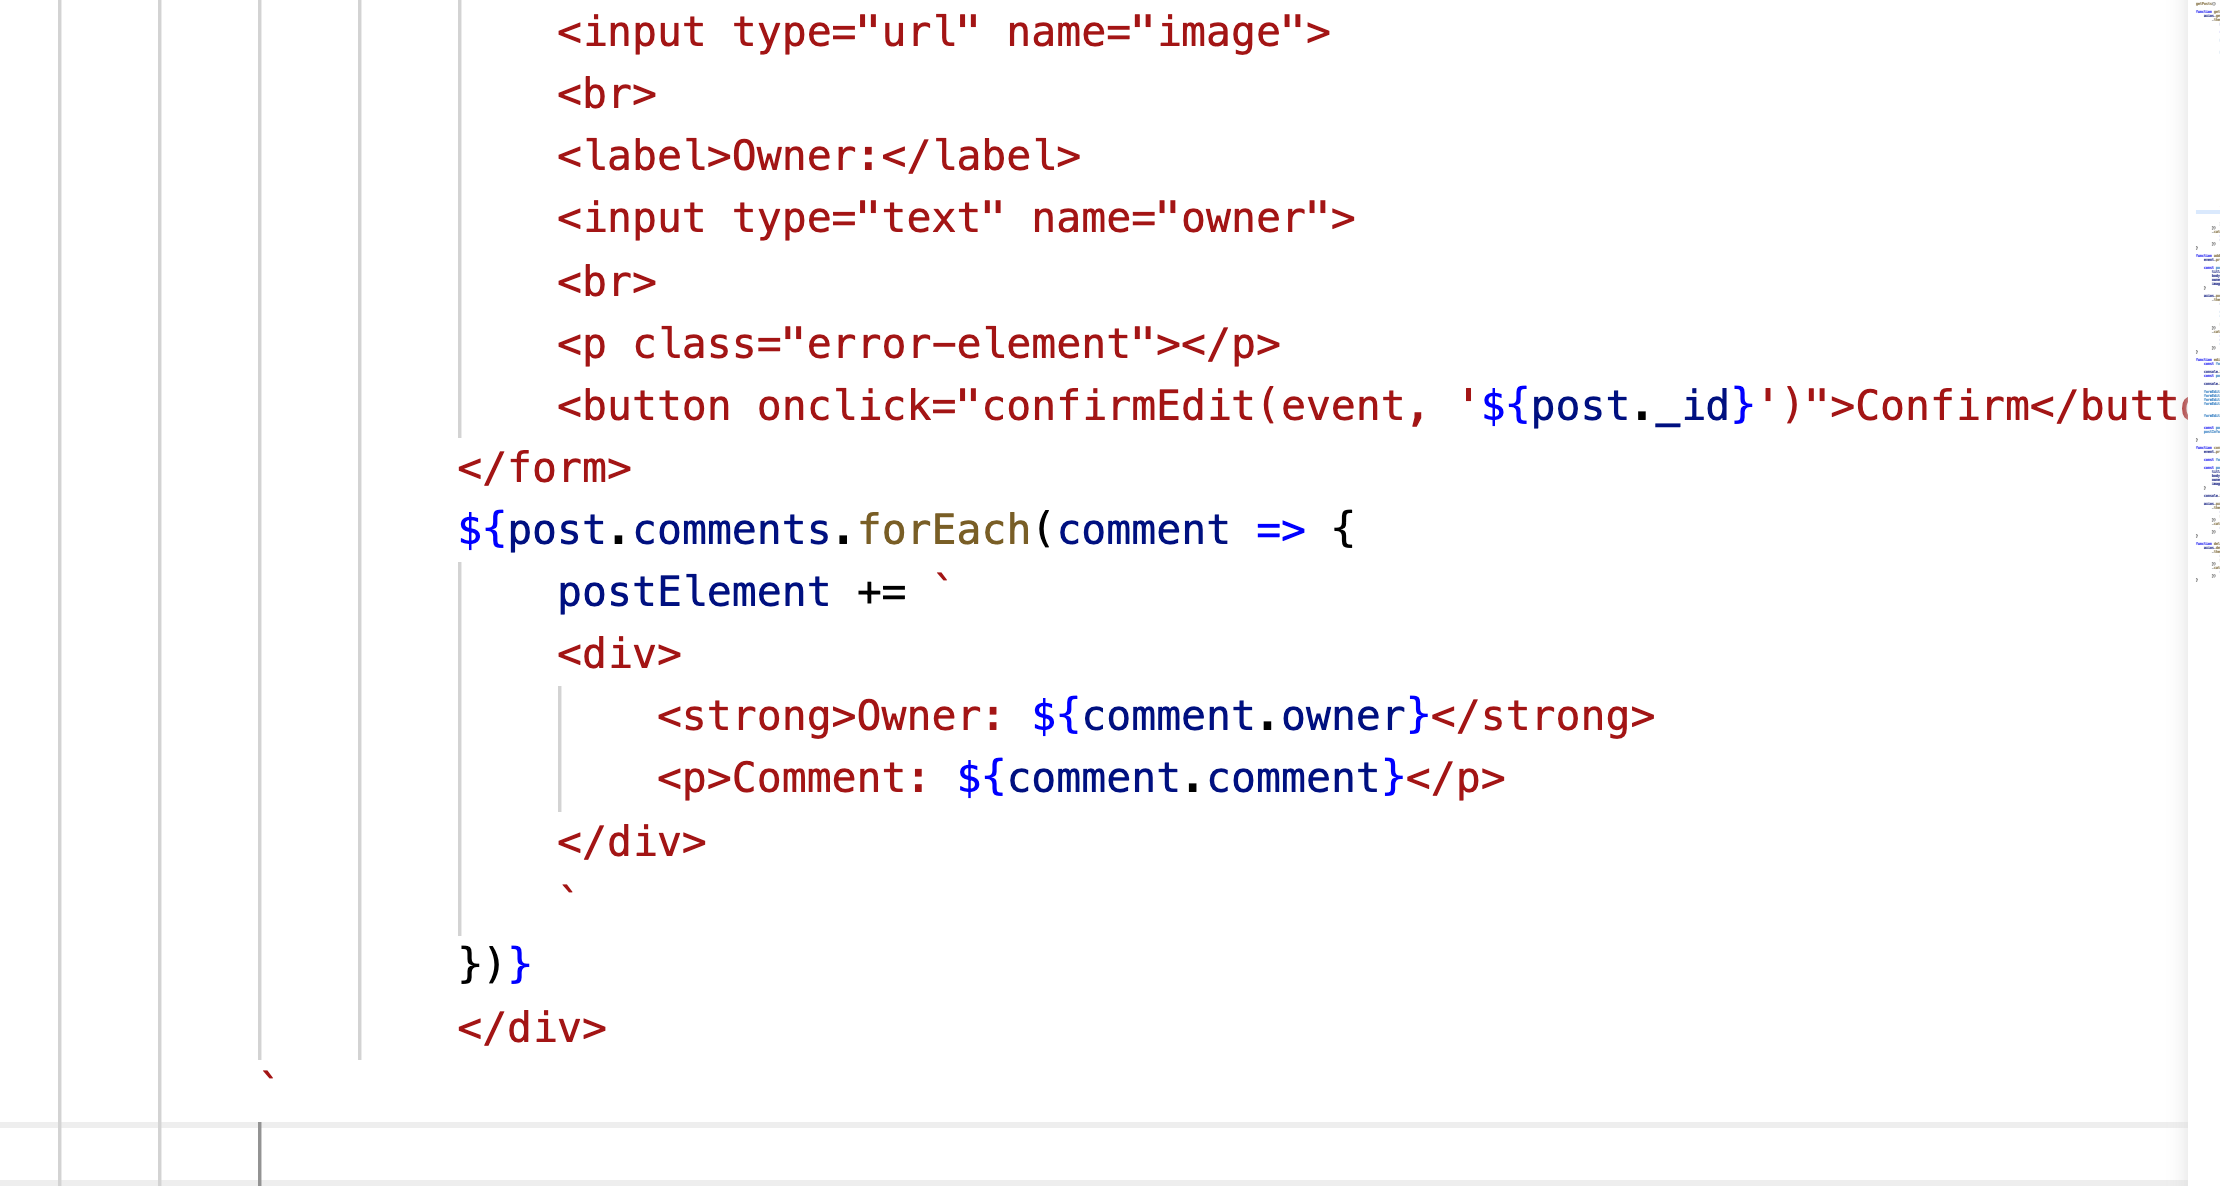 <input type="url" name="image">
<br>
<label>Owner:</label>
<input type="text" name="owner">
<br>
<p class="error-element"></p>
<button onclick="confirmEdit(event, '${post._id}')">Confirm</butto
</form>
${post.comments.forEach(comment => {
postElement += `
<div>
<strong>Owner: ${comment.owner}</strong>
<p>Comment: ${comment.comment}</p>
</div>
`
})}
</div>
`